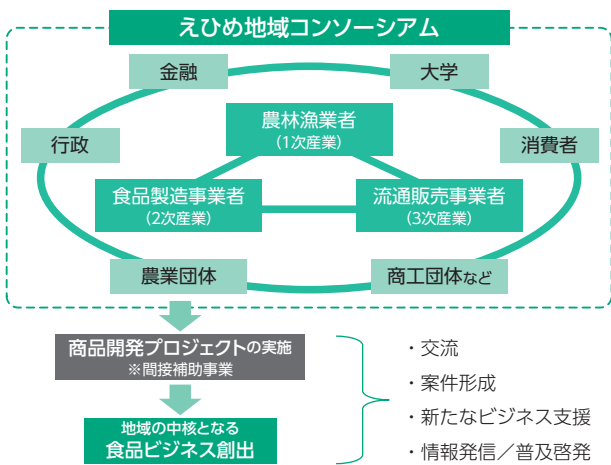 えひめ地域コンソーシアム
金融
大学
農林漁業者
(1次産業)
行政
消費者
食品製造事業者
(2次産業)
流通販売事業者
(3次産業)
農業団体
商工団体など
商品開発プロジェクトの実施
※間接補助事業
地域の中核となる
食品ビジネス創出
・交流
・案件形成
・新たなビジネス支援
・情報発信／普及啓発